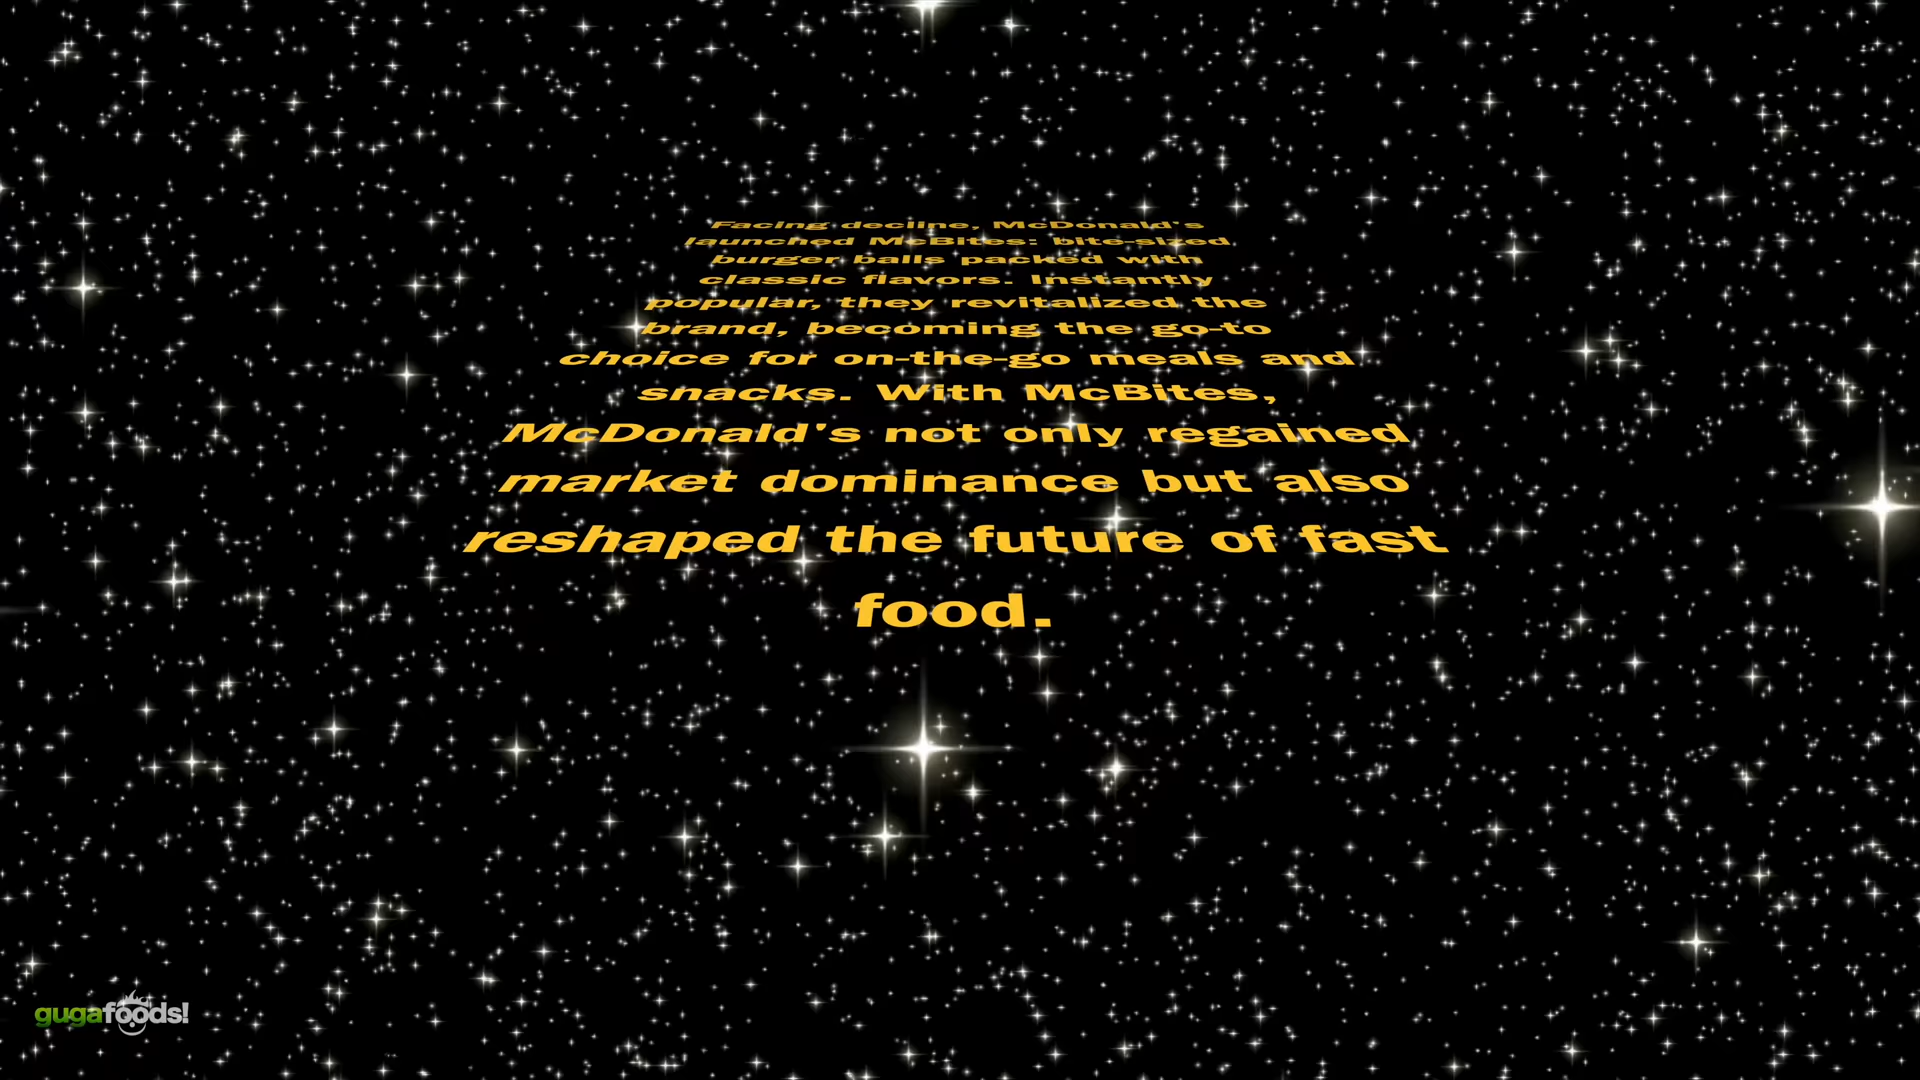 Facing decline, McDonald's
launched McBites: bite-sized
burger balls packed with
classic flavors. Instantly
popular, they revitalized the
brand, becoming the go-to
choice for on-the-go meals and
snacks. With McBites,
McDonald's not only regained
market dominance but also
reshaped the future of fast
food.
gugafoods!